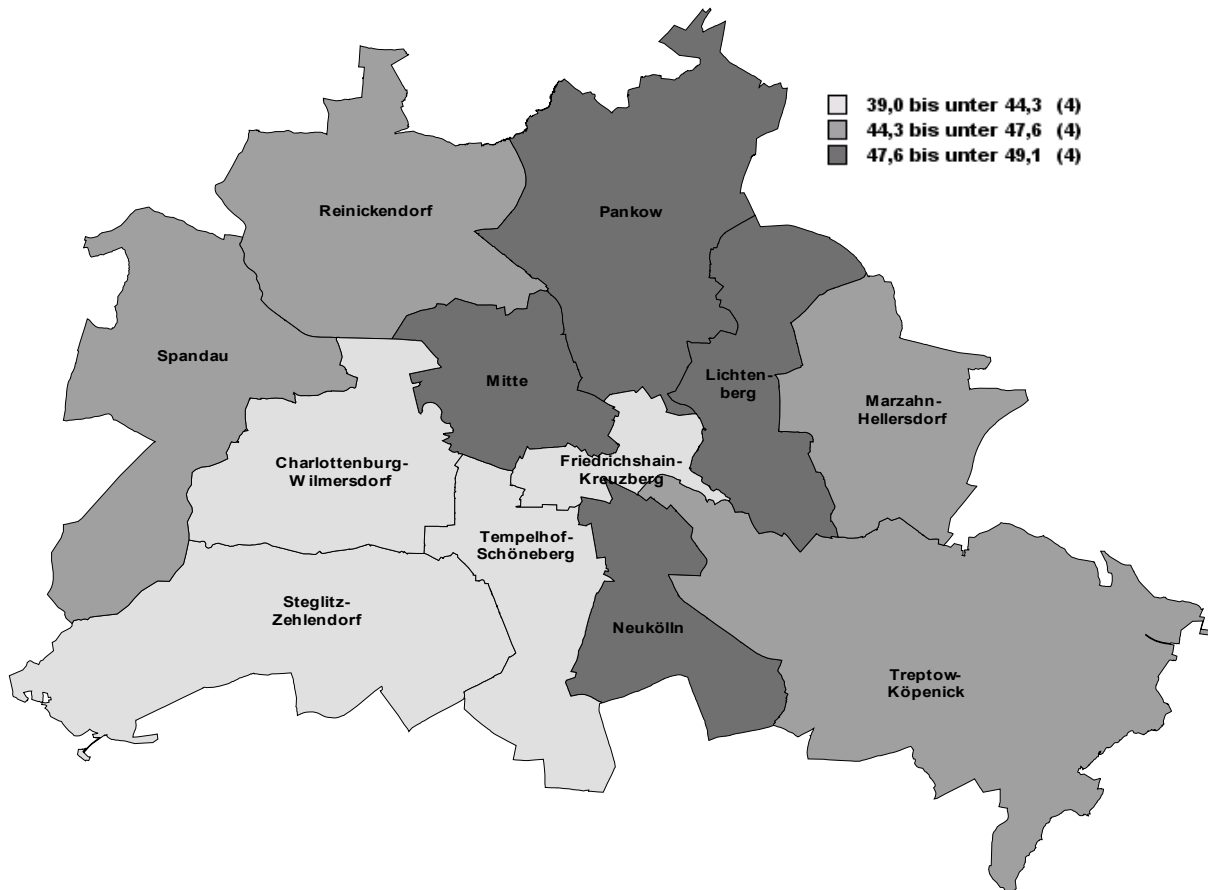 39,0 bis unter 44,3 (4)
44,3 bis unter 47,6 (4)
47,6 bis unter 49,1 (4)
Reinickendorf
Pankow
Spandau
Mitte
Lichten-
berg
Marzahn-
Hellersdorf
Charlottenburg-
Wilmersdorf
Friedrichshain-
Kreuzberg
Tempelhof-
Schöneberg
Steglitz-
Zehlendorf
Neukölln
Treptow-
Köpenick